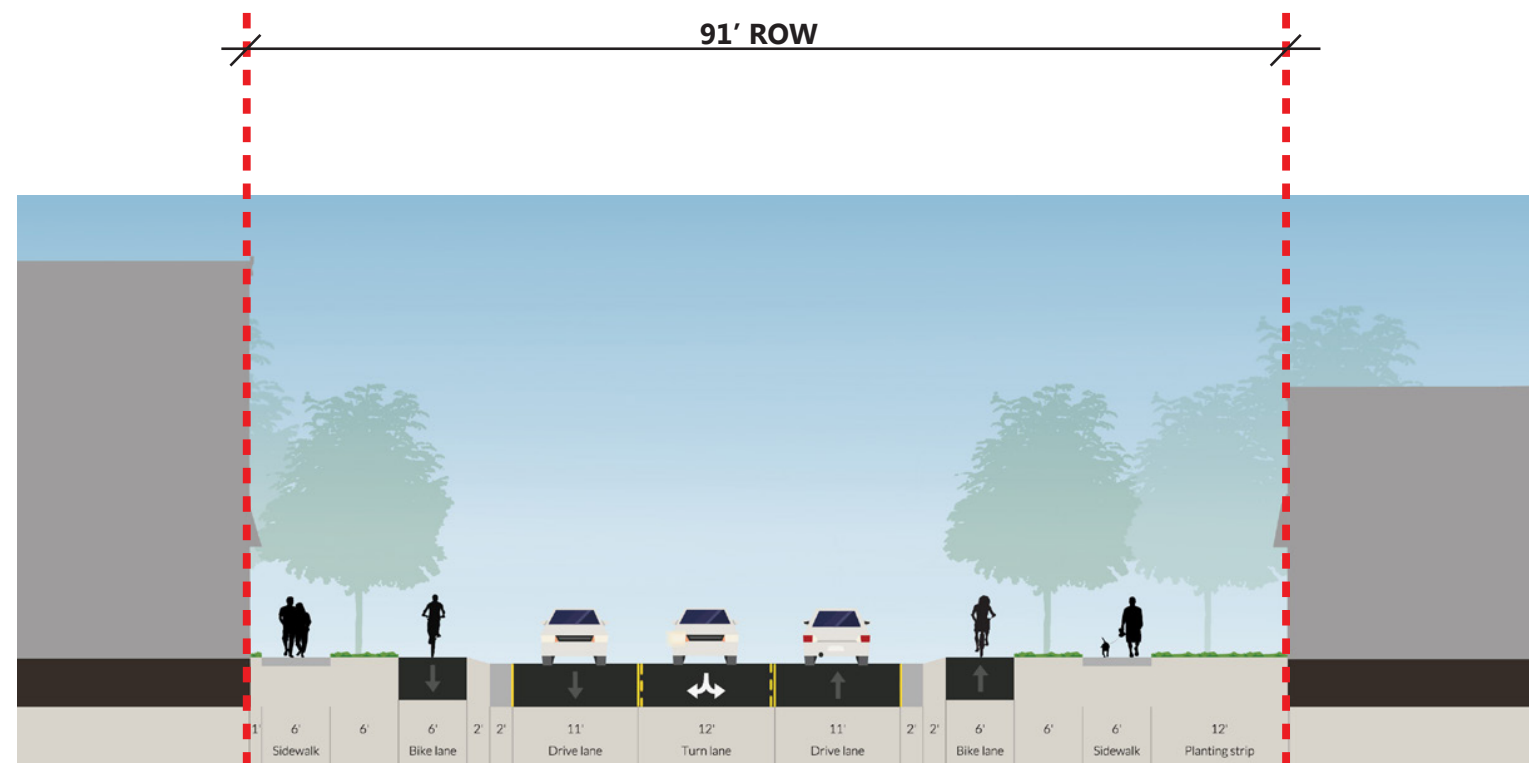 91’ ROW
1' 6' 6' 6' 2' 2' 11' 12' 11' 2' 2' 6' 6' 6' 12'
Sidewalk Bike lane Drive lane Turn lane Drive lane Bike lane Sidewalk Planting strip